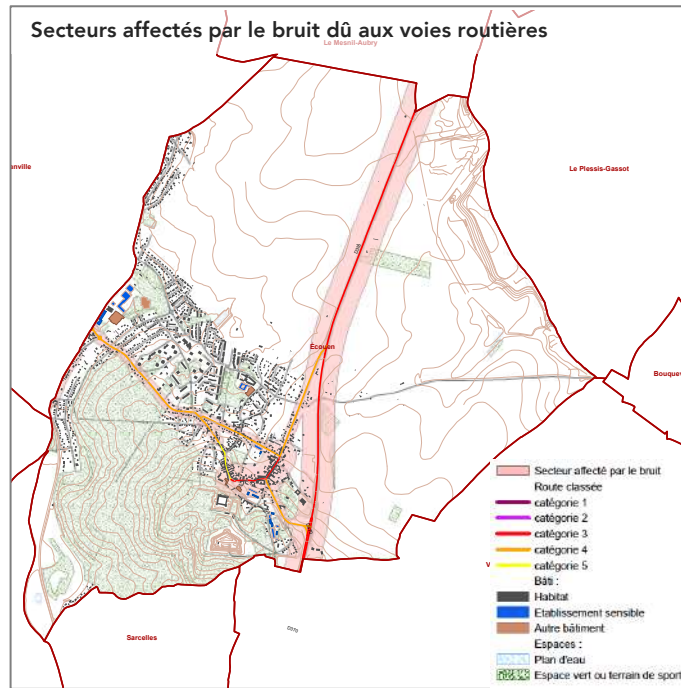 Secteurs affectés par le bruit dû aux voies routières
Le Mesnil-Aubry
Le Plessis-Gassot
Écouen
Sarcelles
Secteur affecté par le bruit
Route classée
catégorie 1
catégorie 2
catégorie 3
catégorie 4
catégorie 5
Bâti :
Habitat
Etablissement sensible
Autre bâtiment
Espaces :
Plan d'eau
Espace vert ou terrain de sport